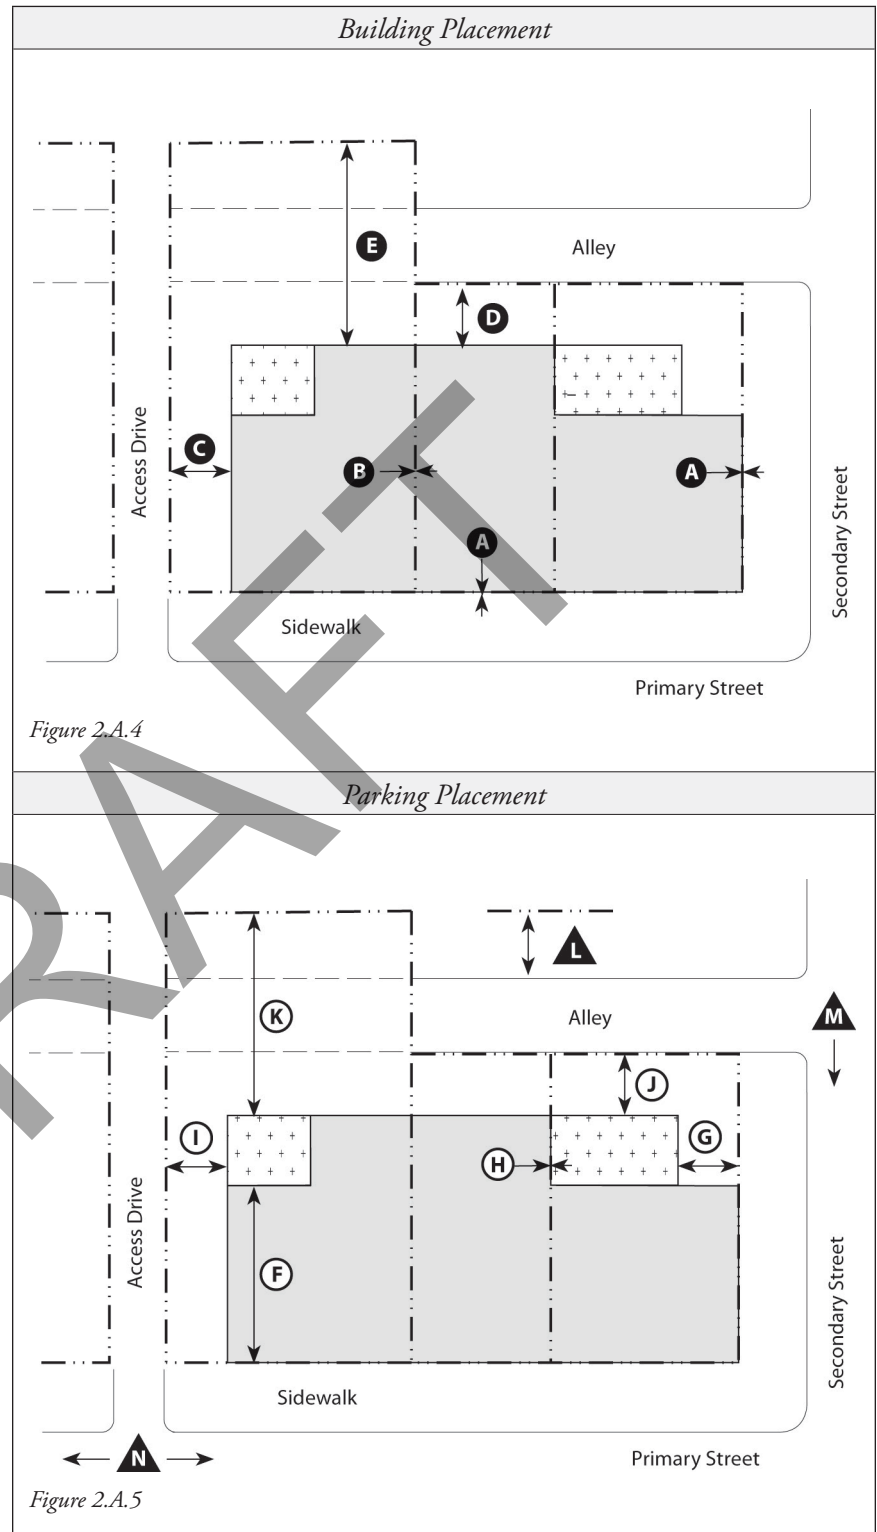 Building Placement
E
Alley
D
Access Drive
C
B
A
A
Secondary Street
Sidewalk
Primary Street
Figure 2.A.4
Parking Placement
L
K
Alley
M
J
I
G
H
Access Drive
F
Secondary Street
Sidewalk
N
Primary Street
Figure 2.A.5
RAFT